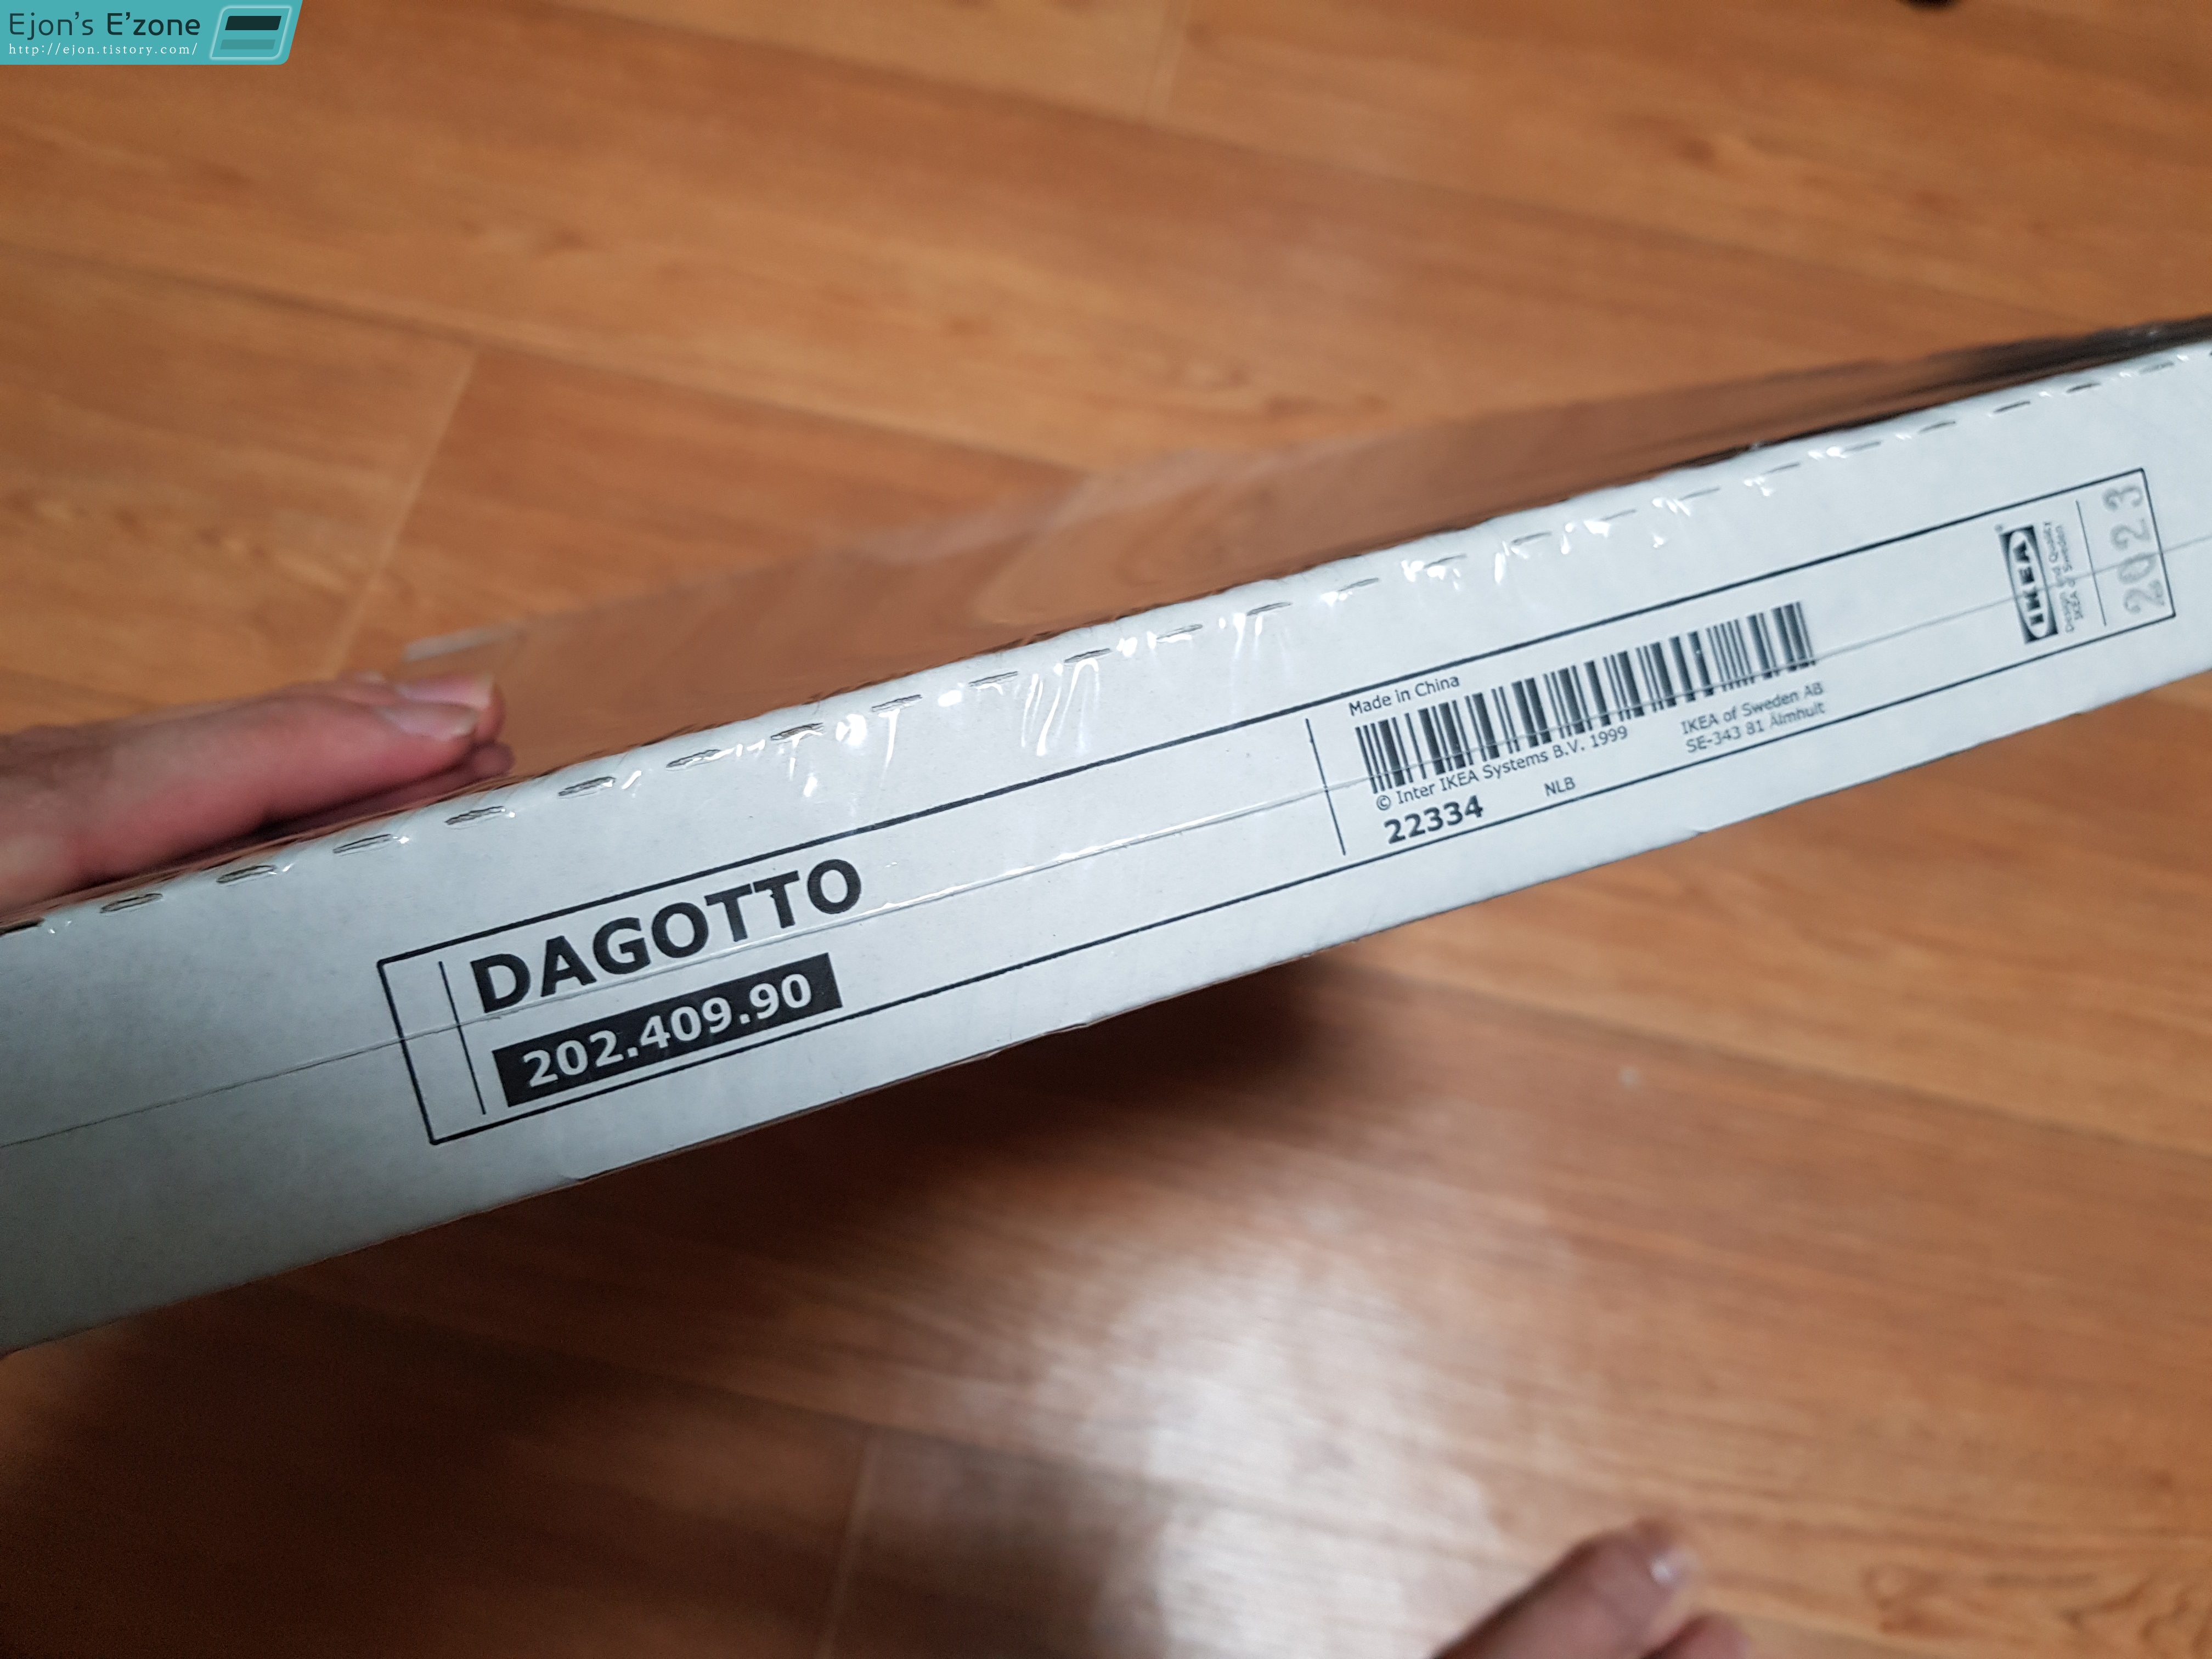 Ejon's E'zone
http://ejon.tistory.com/
DAGOTTO
202.409.90
Made in China
© Inter IKEA Systems B.V. 1999
22334
NLB
IKEA of Sweden AB
SE-343 81 Älmhult
IKEA®
Design and Quality
IKEA of Sweden
2023